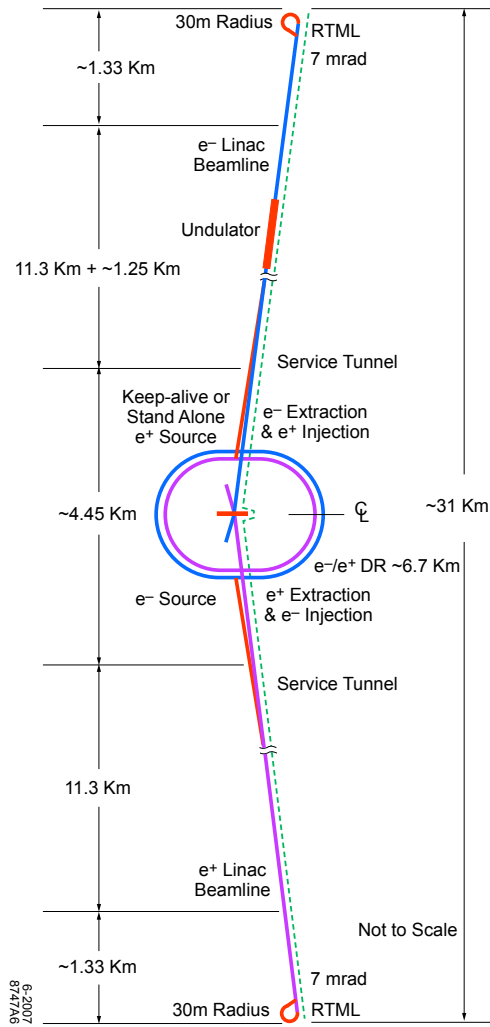 30m Radius
RTML
7 mrad
~1.33 Km
e– Linac
Beamline
Undulator
11.3 Km + ~1.25 Km
Service Tunnel
Keep-alive or
Stand Alone
e+ Source
e– Extraction
& e+ Injection
~4.45 Km
℄
~31 Km
e–/e+ DR ~6.7 Km
e– Source
e+ Extraction
& e– Injection
Service Tunnel
11.3 Km
e+ Linac
Beamline
Not to Scale
~1.33 Km
7 mrad
30m Radius
RTML
6-2007
8747A6